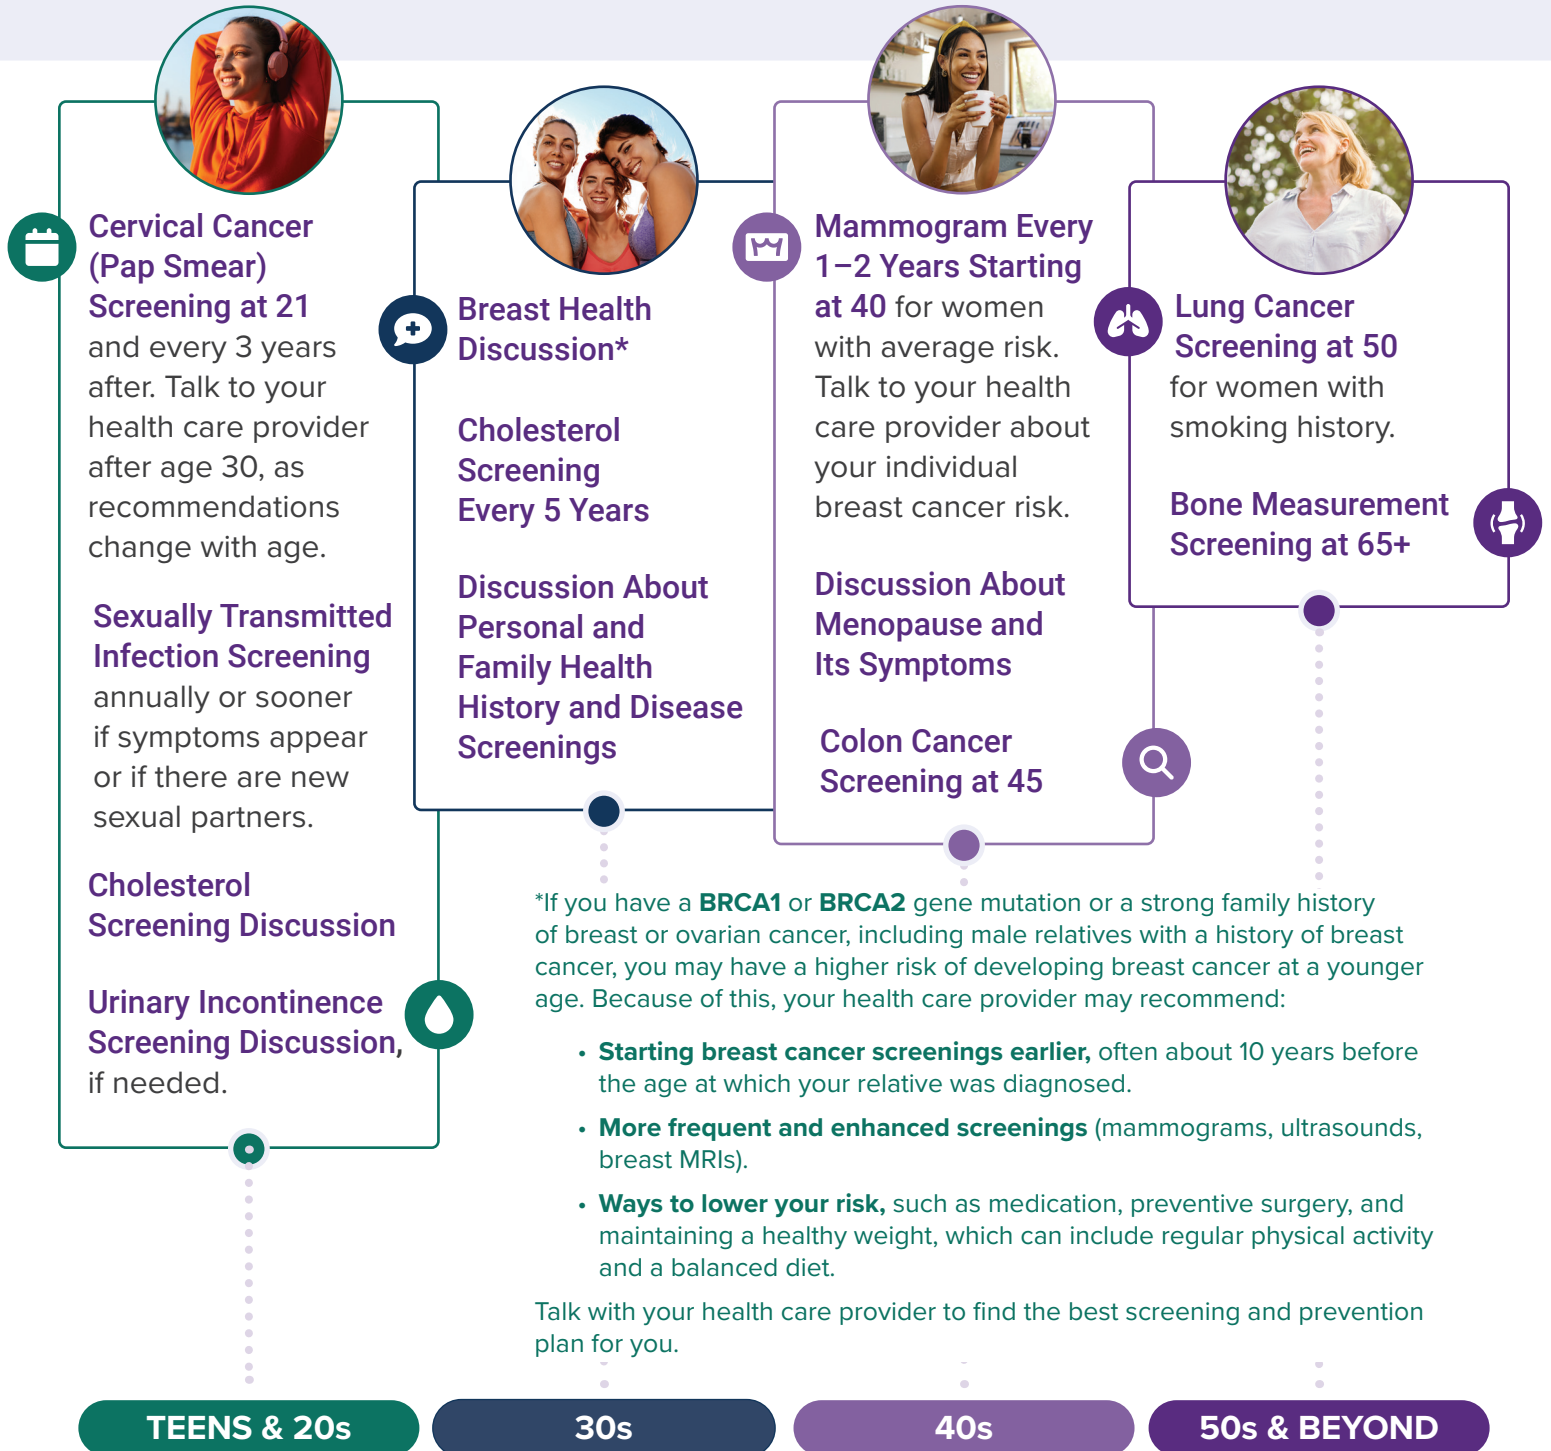 Cervical Cancer
(Pap Smear)
Screening at 21
and every 3 years
after. Talk to your
health care provider
after age 30, as
recommendations
change with age.
Sexually Transmitted
Infection Screening
annually or sooner
if symptoms appear
or if there are new
sexual partners.
Cholesterol
Screening Discussion
Urinary Incontinence
Screening Discussion,
if needed.
Breast Health
Discussion*
Cholesterol
Screening
Every 5 Years
Discussion About
Personal and
Family Health
History and Disease
Screenings
Mammogram Every
1–2 Years Starting
at 40 for women
with average risk.
Talk to your health
care provider about
your individual
breast cancer risk.
Discussion About
Menopause and
Its Symptoms
Colon Cancer
Screening at 45
Lung Cancer
Screening at 50
for women with
smoking history.
Bone Measurement
Screening at 65+
*If you have a BRCA1 or BRCA2 gene mutation or a strong family history
of breast or ovarian cancer, including male relatives with a history of breast
cancer, you may have a higher risk of developing breast cancer at a younger
age. Because of this, your health care provider may recommend:
• Starting breast cancer screenings earlier, often about 10 years before
the age at which your relative was diagnosed.
• More frequent and enhanced screenings (mammograms, ultrasounds,
breast MRIs).
• Ways to lower your risk, such as medication, preventive surgery, and
maintaining a healthy weight, which can include regular physical activity
and a balanced diet.
Talk with your health care provider to find the best screening and prevention
plan for you.
TEENS & 20s
30s
40s
50s & BEYOND